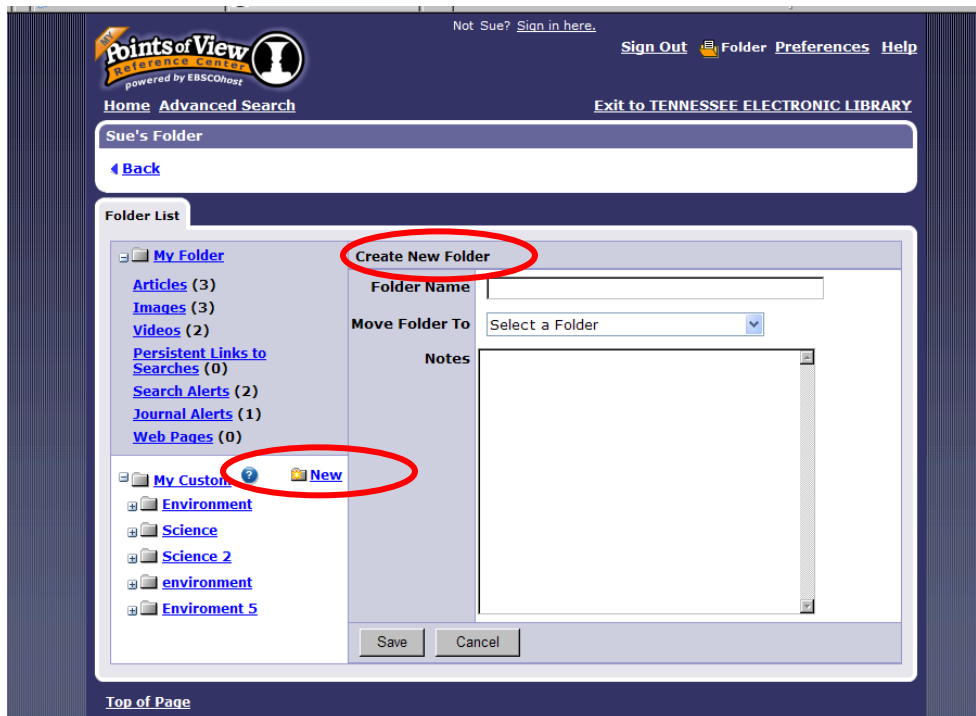 Not Sue? Sign in here.
MY
Points of View
Reference Center
powered by EBSCOhost
Sign Out Folder Preferences Help
Home Advanced Search
Exit to TENNESSEE ELECTRONIC LIBRARY
Sue's Folder
Back
Folder List
My Folder
Articles (3)
Images (3)
Videos (2)
Persistent Links to
Searches (0)
Search Alerts (2)
Journal Alerts (1)
Web Pages (0)
My Custom ? New
Environment
Science
Science 2
environment
Enviroment 5
Create New Folder
Folder Name
Move Folder To Select a Folder
Notes
Save Cancel
Top of Page